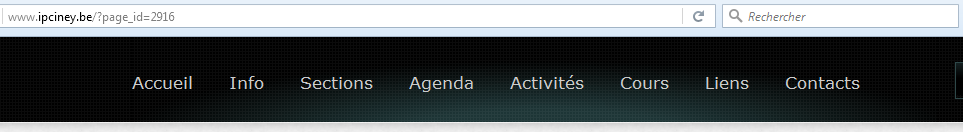 www.ipciney.be/?page_id=2916 Rechercher
Accueil Info Sections Agenda Activités Cours Liens Contacts